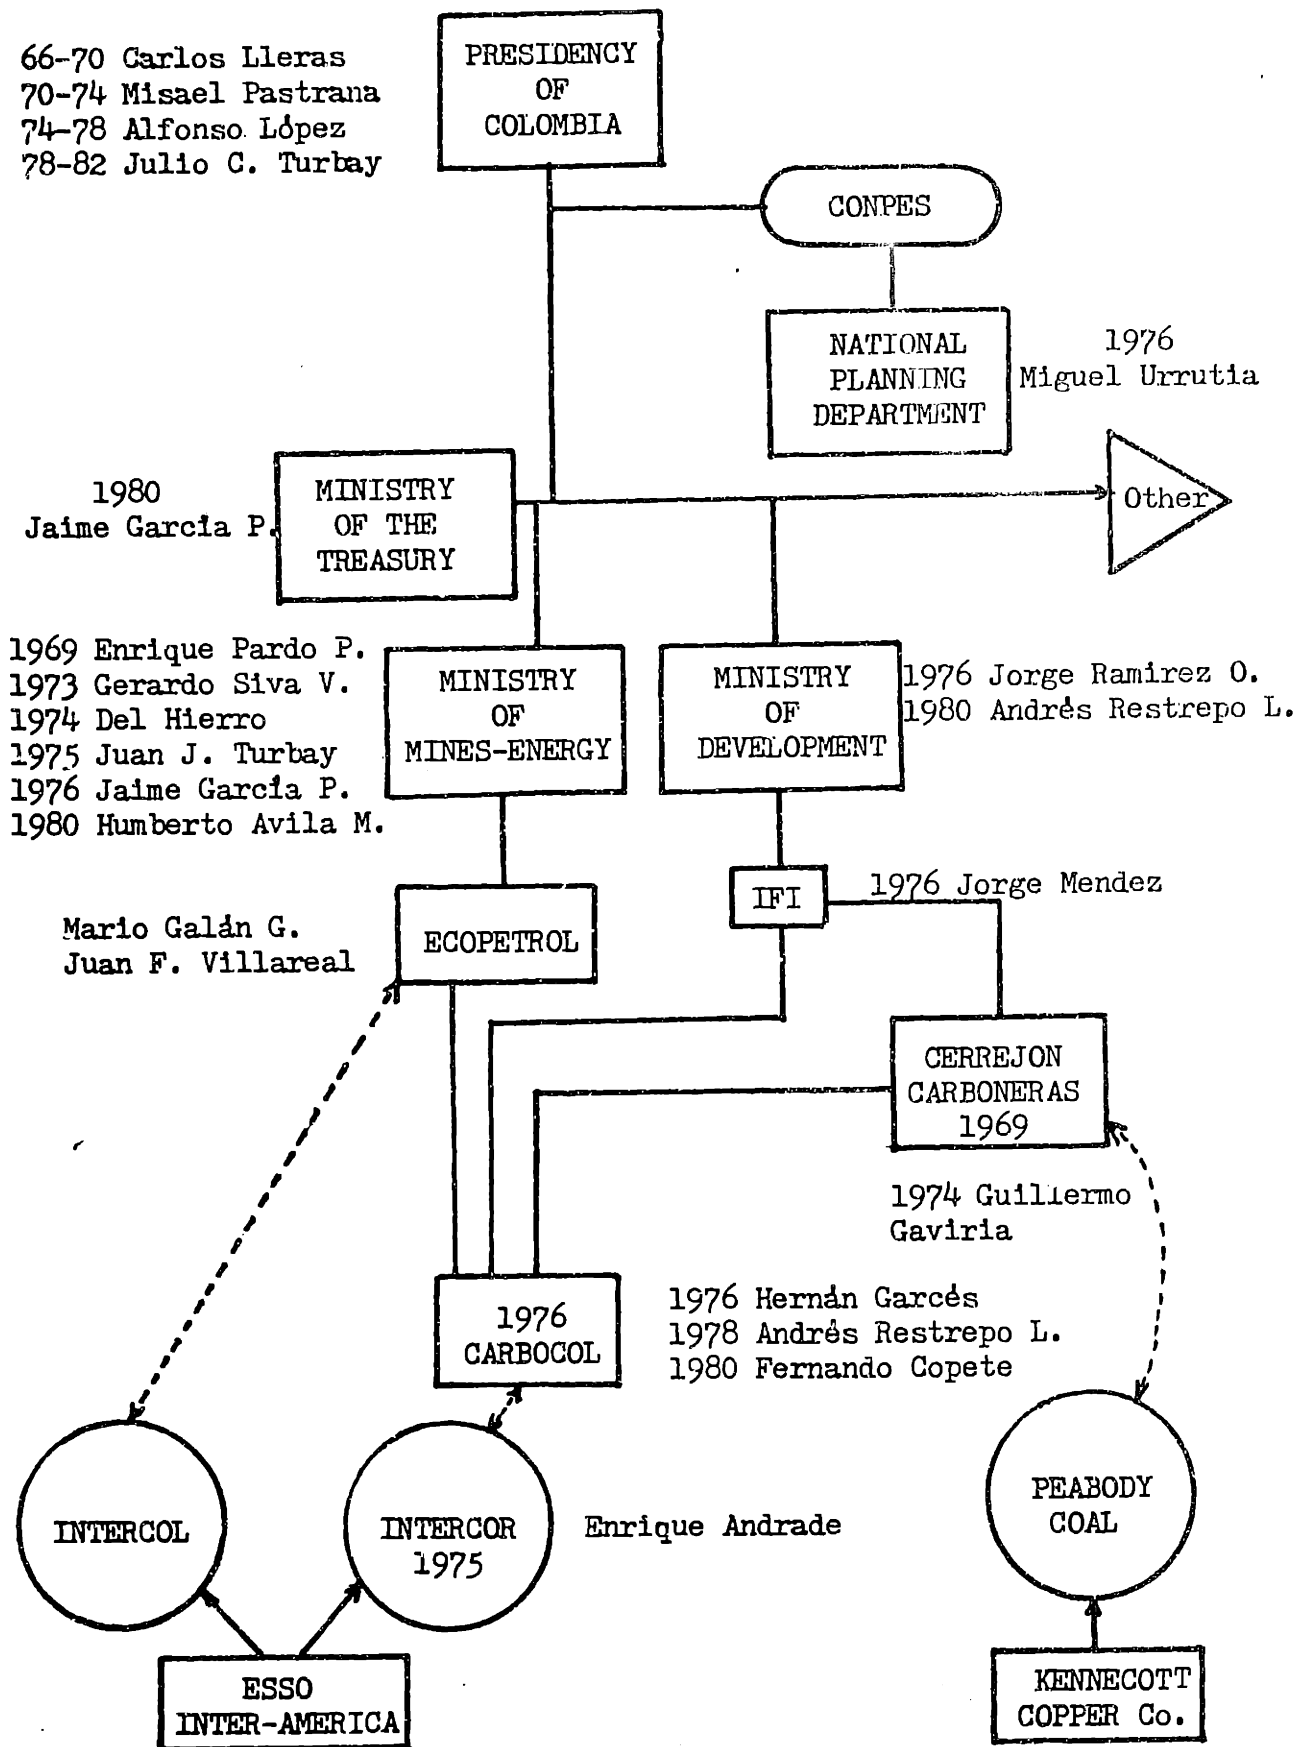 66-70 Carlos Lleras
70-74 Misael Pastrana
74-78 Alfonso López
78-82 Julio C. Turbay
PRESIDENCY
OF
COLOMBIA
CONPES
NATIONAL
PLANNING
DEPARTMENT
1976
Miguel Urrutia
1980
Jaime García P.
MINISTRY
OF THE
TREASURY
Other
1969 Enrique Pardo P.
1973 Gerardo Siva V.
1974 Del Hierro
1975 Juan J. Turbay
1976 Jaime García P.
1980 Humberto Avila M.
MINISTRY
OF
MINES-ENERGY
MINISTRY
OF
DEVELOPMENT
1976 Jorge Ramirez O.
1980 Andrés Restrepo L.
Mario Galán G.
Juan F. Villareal
ECOPETROL
IFI
1976 Jorge Mendez
CERREJON
CARBONERAS
1969
1974 Guillermo
Gaviria
1976
CARBOCOL
1976 Hernán Garcés
1978 Andrés Restrepo L.
1980 Fernando Copete
INTERCOL
INTERCOR
1975
Enrique Andrade
PEABODY
COAL
ESSO
INTER-AMERICA
KENNECOTT
COPPER Co.